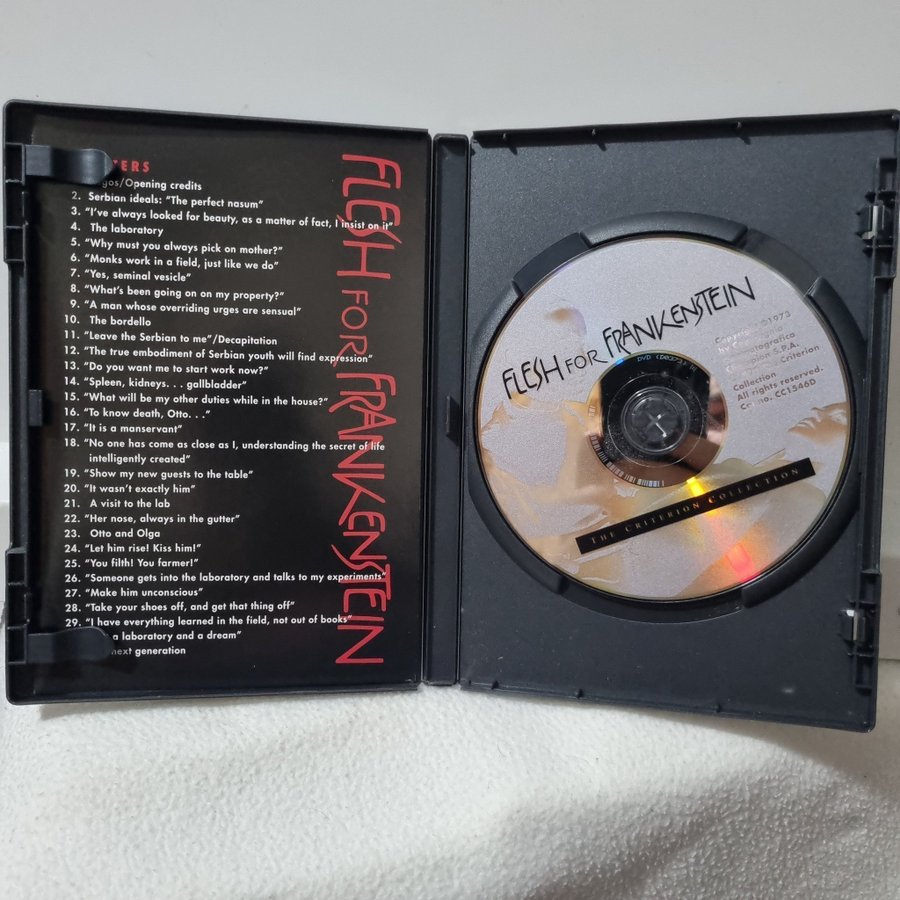 TERS
gos/Opening credits
2. Serbian ideals: "The perfect nasum"
3. "I've always looked for beauty, as a matter of fact, I insist on it"
4. The laboratory
5. "Why must you always pick on mother?"
6. "Monks work in a field, just like we do"
7. "Yes, seminal vesicle"
8. "What's been going on on my property?"
9. "A man whose overriding urges are sensual"
10. The bordello
11. "Leave the Serbian to me"/Decapitation
12. "The true embodiment of Serbian youth will find expression"
13. "Do you want me to start work now?"
14. "Spleen, kidneys. . . gallbladder"
15. "What will be my other duties while in the house?"
16. "To know death, Otto. . ."
17. "It is a manservant"
18. "No one has come as close as I, understanding the secret of life
intelligently created"
19. "Show my new guests to the table"
20. "It wasn't exactly him"
21. A visit to the lab
22. "Her nose, always in the gutter"
23. Otto and Olga
24. "Let him rise! Kiss him!"
25. "You filth! You farmer!"
26. "Someone gets into the laboratory and talks to my experiments"
27. "Make him unconscious"
28. "Take your shoes off, and get that thing off"
29. "I have everything learned in the field, not out of books"
a laboratory and a dream"
next generation
FLESH FOR FRANKENSTEIN
FLESH FOR FRANKENSTEIN
Copyright ©1973
by
S.P.A.
Criterion
Collection
All rights reserved.
Cat. no. CC1546D
DVD
THE CRITERION COLLECTION